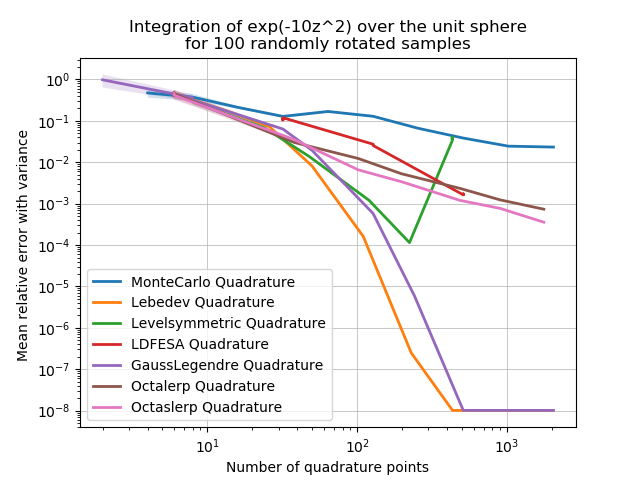 Integration of exp(-10z^2) over the unit sphere
for 100 randomly rotated samples
Mean relative error with variance
10^0
10^−1
10^−2
10^−3
10^−4
10^−5
10^−6
10^−7
10^−8
MonteCarlo Quadrature
Lebedev Quadrature
Levelsymmetric Quadrature
LDFESA Quadrature
GaussLegendre Quadrature
Octalerp Quadrature
Octaslerp Quadrature
10^1
10^2
10^3
Number of quadrature points